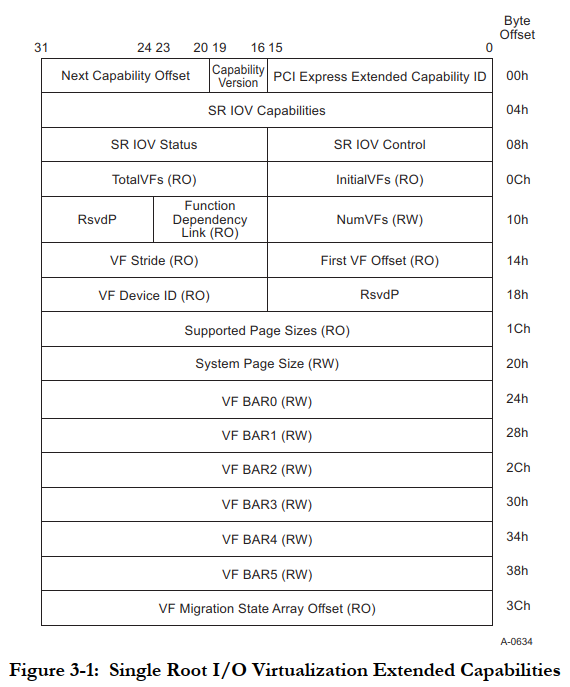 Byte
Offset
31 24 23 20 19 16 15 0
Next Capability Offset
Capability
Version
PCI Express Extended Capability ID
00h
SR IOV Capabilities
04h
SR IOV Status
SR IOV Control
08h
TotalVFs (RO)
InitialVFs (RO)
0Ch
RsvdP
Function
Dependency
Link (RO)
NumVFs (RW)
10h
VF Stride (RO)
First VF Offset (RO)
14h
VF Device ID (RO)
RsvdP
18h
Supported Page Sizes (RO)
1Ch
System Page Size (RW)
20h
VF BAR0 (RW)
24h
VF BAR1 (RW)
28h
VF BAR2 (RW)
2Ch
VF BAR3 (RW)
30h
VF BAR4 (RW)
34h
VF BAR5 (RW)
38h
VF Migration State Array Offset (RO)
3Ch
A-0634
Figure 3-1: Single Root I/O Virtualization Extended Capabilities